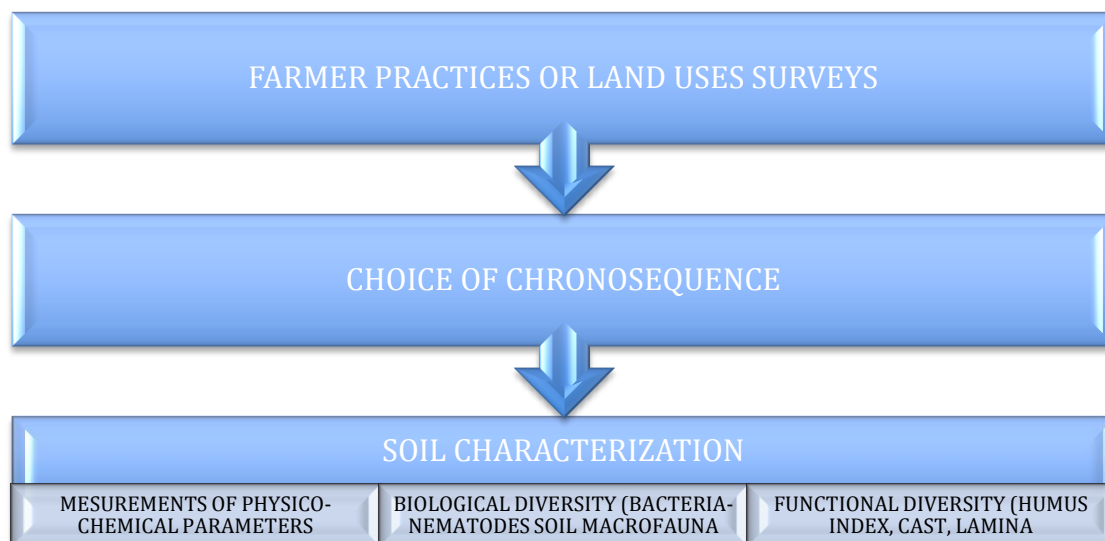 FARMER PRACTICES OR LAND USES SURVEYS
CHOICE OF CHRONOSEQUENCE
SOIL CHARACTERIZATION
MESUREMENTS OF PHYSICO-
CHEMICAL PARAMETERS
BIOLOGICAL DIVERSITY (BACTERIA-
NEMATODES SOIL MACROFAUNA
FUNCTIONAL DIVERSITY (HUMUS
INDEX, CAST, LAMINA